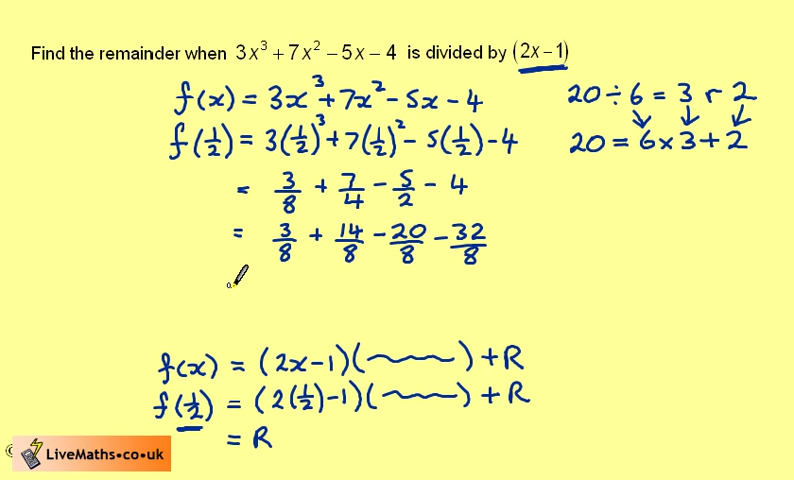 Find the remainder when 3x³ + 7x² − 5x − 4 is divided by (2x − 1)
f(x) = 3x³ + 7x² − 5x − 4
f(1/2) = 3(1/2)³ + 7(1/2)² − 5(1/2) − 4
= 3/8 + 7/4 − 5/2 − 4
= 3/8 + 14/8 − 20/8 − 32/8
20 ÷ 6 = 3 r 2
20 = 6 × 3 + 2
f(x) = (2x − 1)( ) + R
f(1/2) = (2(1/2) − 1)( ) + R
= R
©
LiveMaths•co•uk